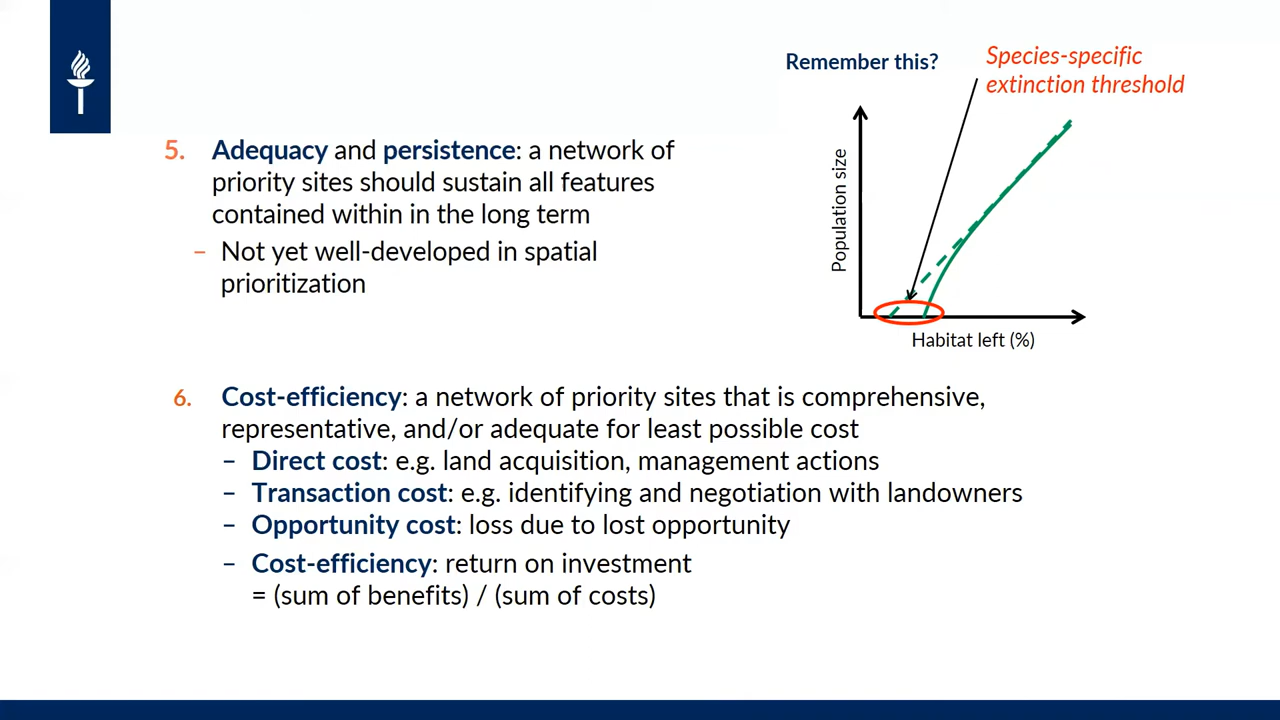 Remember this?
Species-specific
extinction threshold
5. Adequacy and persistence: a network of
priority sites should sustain all features
contained within in the long term
– Not yet well-developed in spatial
prioritization
Population size
Habitat left (%)
6. Cost-efficiency: a network of priority sites that is comprehensive,
representative, and/or adequate for least possible cost
– Direct cost: e.g. land acquisition, management actions
– Transaction cost: e.g. identifying and negotiation with landowners
– Opportunity cost: loss due to lost opportunity
– Cost-efficiency: return on investment
= (sum of benefits) / (sum of costs)